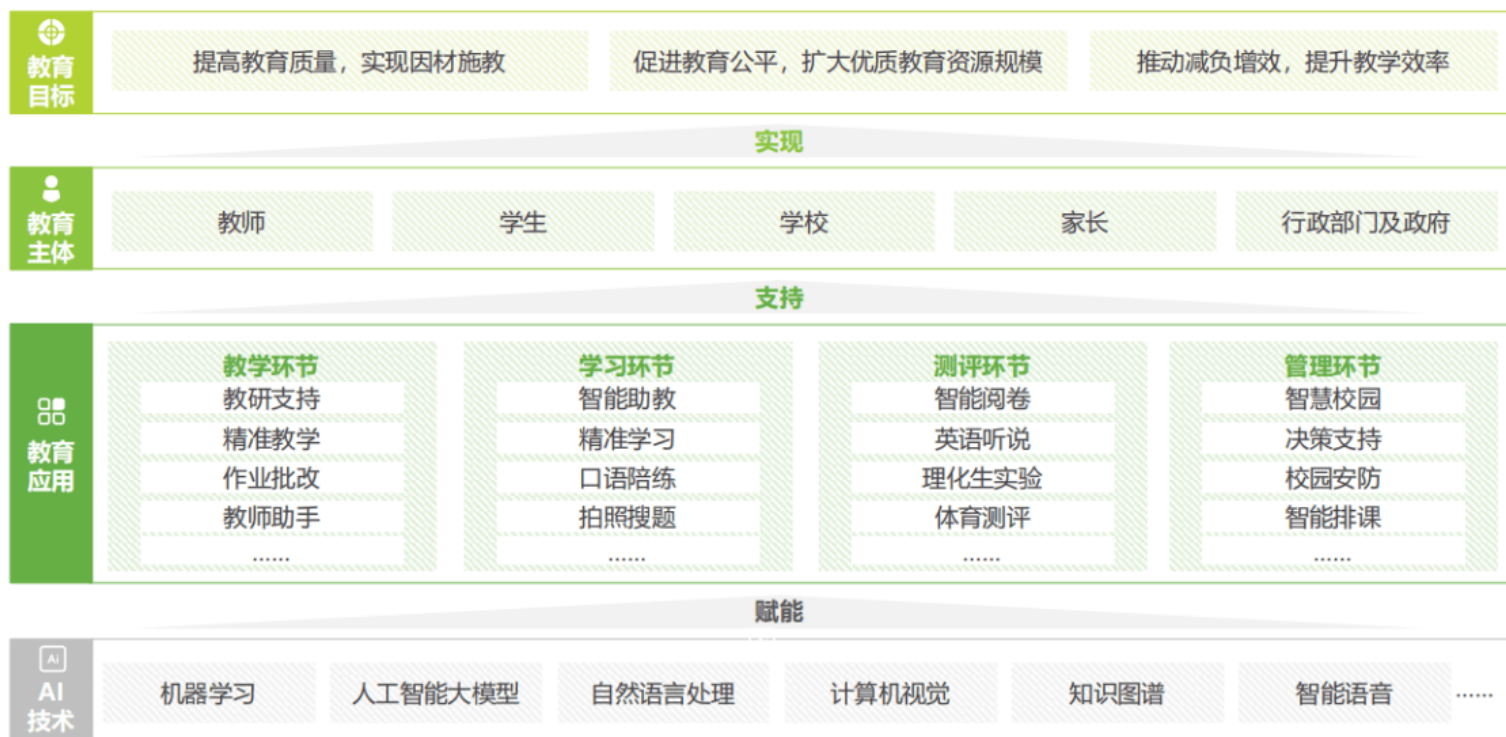 教育
目标
提高教育质量，实现因材施教
促进教育公平，扩大优质教育资源规模
推动减负增效，提升教学效率
实现
教育
主体
教师
学生
学校
家长
行政部门及政府
支持
教育
应用
教学环节
教研支持
精准教学
作业批改
教师助手
......
学习环节
智能助教
精准学习
口语陪练
拍照搜题
......
测评环节
智能阅卷
英语听说
理化生实验
体育测评
......
管理环节
智慧校园
决策支持
校园安防
智能排课
......
赋能
Ai
AI
技术
机器学习
人工智能大模型
自然语言处理
计算机视觉
知识图谱
智能语音
......